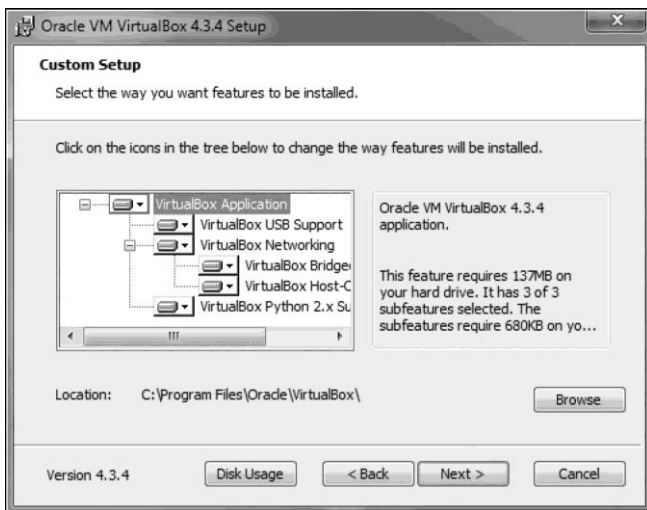 Oracle VM VirtualBox 4.3.4 Setup
Custom Setup
Select the way you want features to be installed.
Click on the icons in the tree below to change the way features will be installed.
VirtualBox Application
VirtualBox USB Support
VirtualBox Networking
VirtualBox Bridge
VirtualBox Host-C
VirtualBox Python 2.x Su
Oracle VM VirtualBox 4.3.4
application.
This feature requires 137MB on
your hard drive. It has 3 of 3
subfeatures selected. The
subfeatures require 680KB on yo...
Location: C:\Program Files\Oracle\VirtualBox\
Browse
Version 4.3.4 Disk Usage < Back Next > Cancel